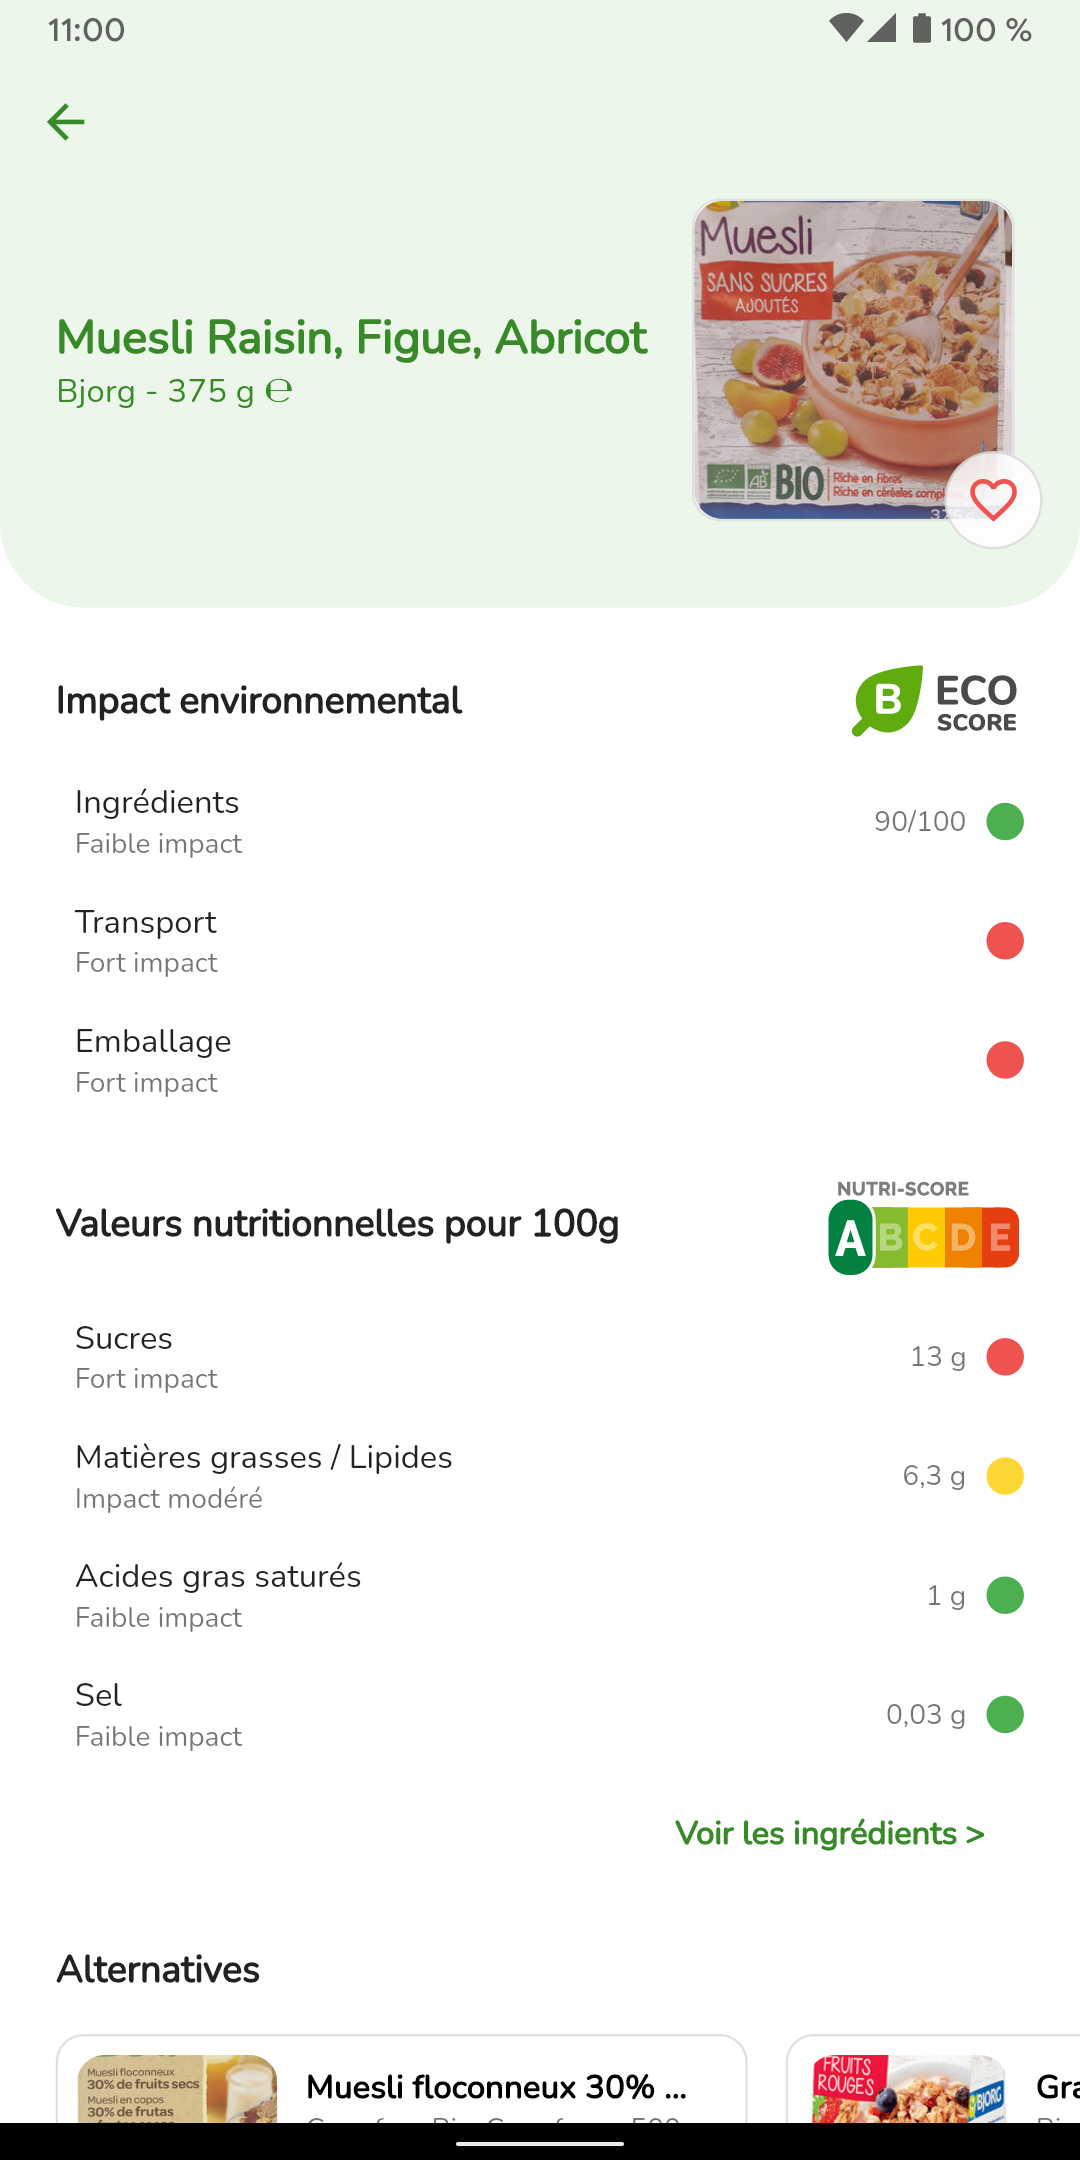 11:00
100 %
Muesli
SANS SUCRES
AJOUTÉS
Muesli Raisin, Figue, Abricot
Bjorg - 375 g ℮
AB
BIO
Riche en fibres
Riche en céréales
Impact environnemental
B
ECO
SCORE
Ingrédients
Faible impact
90/100
Transport
Fort impact
Emballage
Fort impact
NUTRI-SCORE
Valeurs nutritionnelles pour 100g
A B C D E
Sucres
Fort impact
13 g
Matières grasses / Lipides
Impact modéré
6,3 g
Acides gras saturés
Faible impact
1 g
Sel
Faible impact
0,03 g
Voir les ingrédients >
Alternatives
Muesli floconneux
30% de fruits secs
Muesli en copos
30% de frutas
Muesli floconneux 30% ...
FRUITS
ROUGES
BJORG
Gra